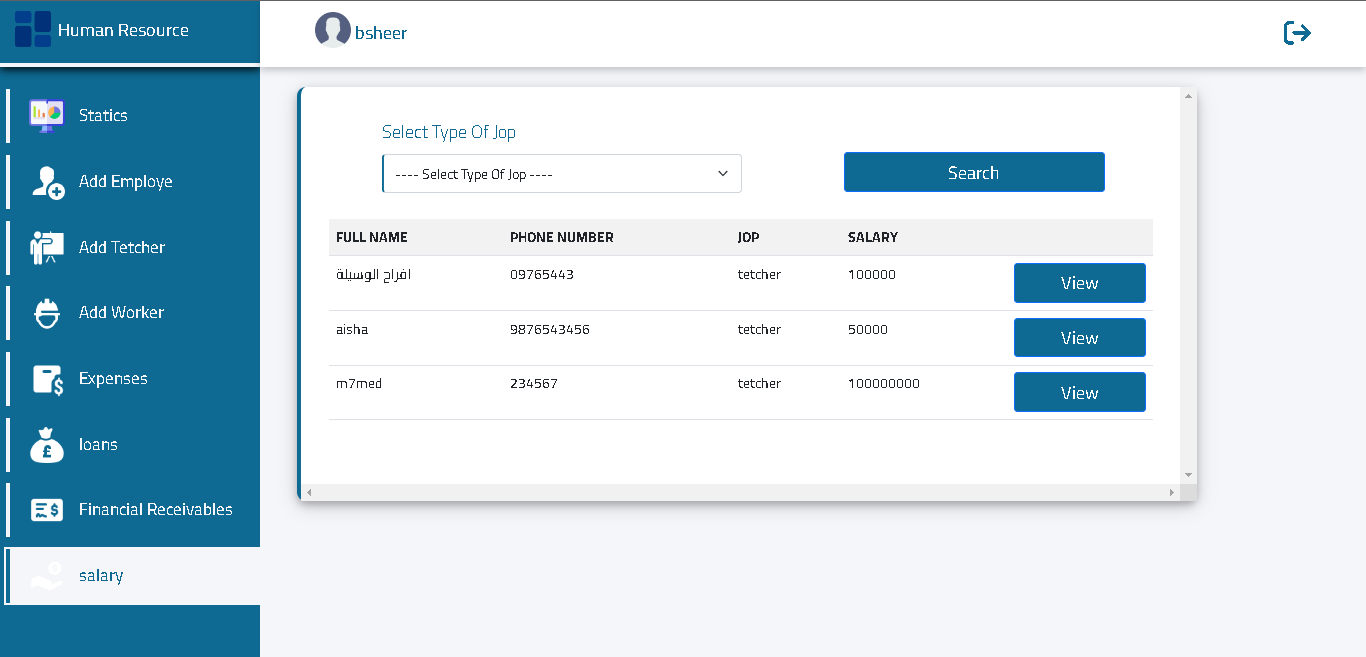 Human Resource
bsheer
Statics
Add Employe
Add Tetcher
Add Worker
Expenses
loans
Financial Receivables
salary
Select Type Of Jop
---- Select Type Of Jop ----
Search
FULL NAME PHONE NUMBER JOP SALARY
افراح الوسيلة 09765443 tetcher 100000 View
aisha 9876543456 tetcher 50000 View
m7med 234567 tetcher 100000000 View